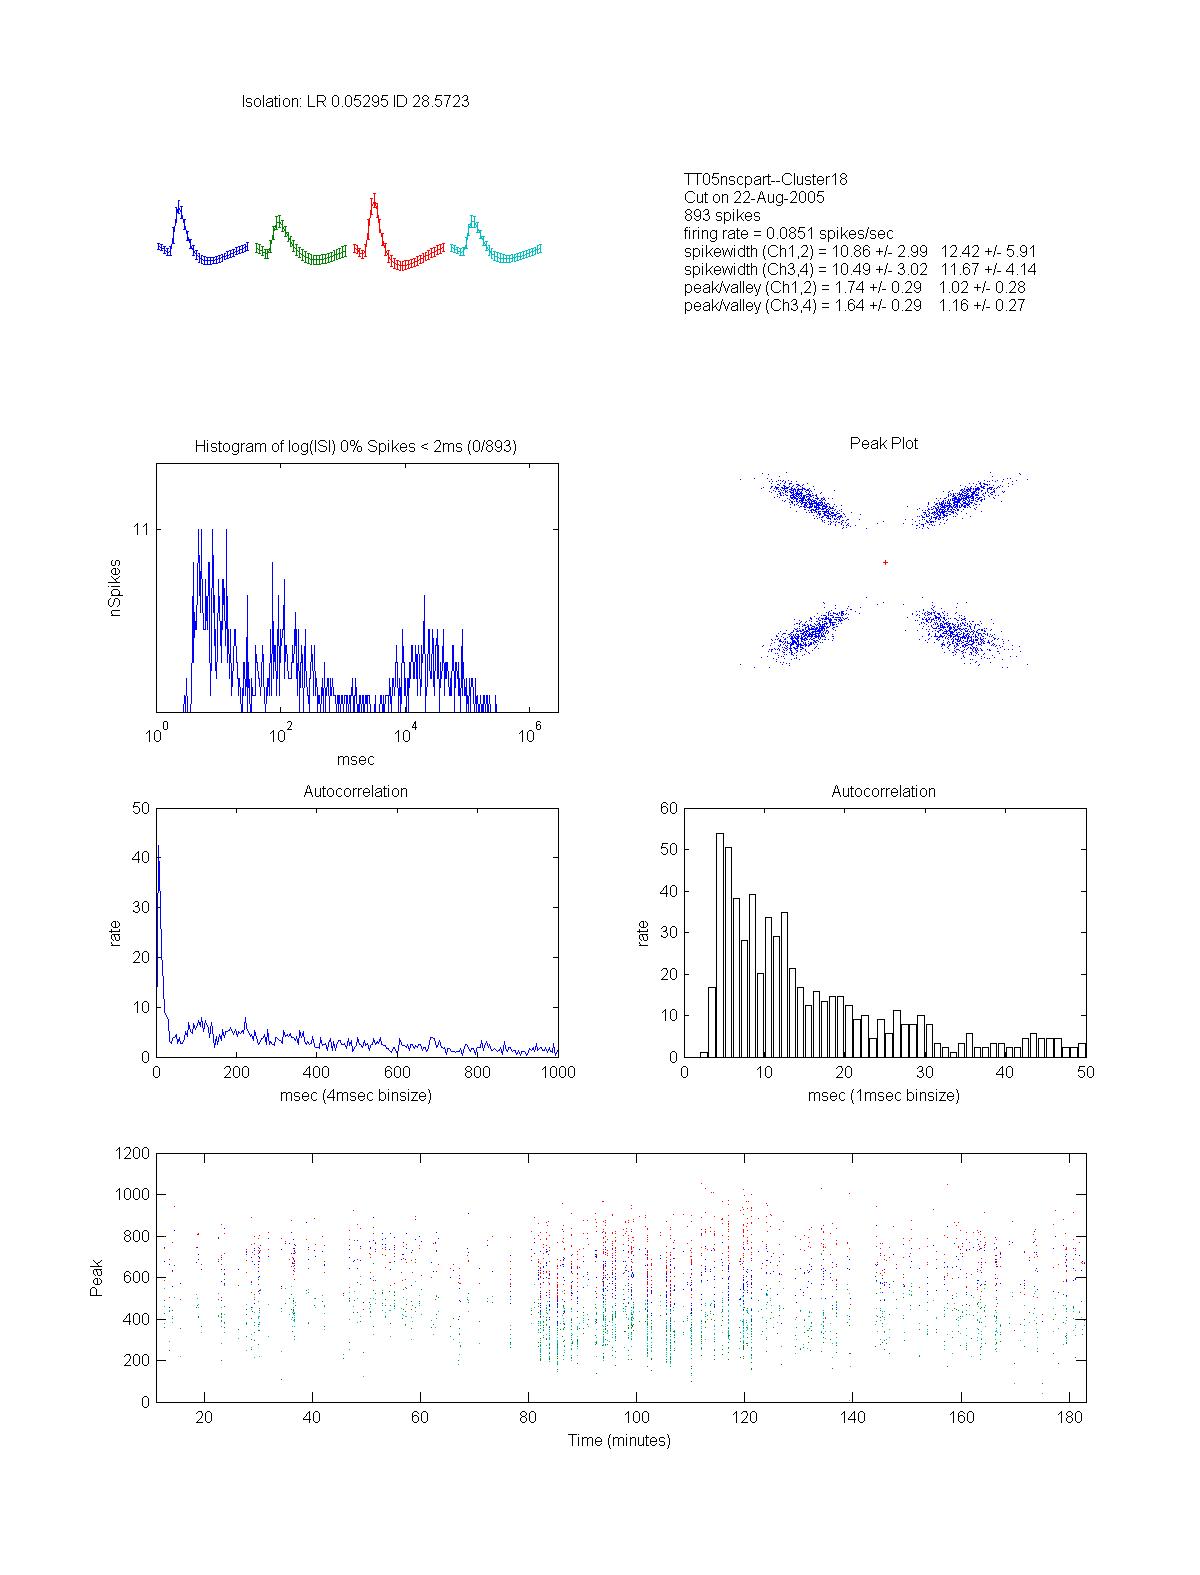 Isolation: LR 0.05295 ID 28.5723
TT05nscpart--Cluster18
Cut on 22-Aug-2005
893 spikes
firing rate = 0.0851 spikes/sec
spikewidth (Ch1,2) = 10.86 +/- 2.99 12.42 +/- 5.91
spikewidth (Ch3,4) = 10.49 +/- 3.02 11.67 +/- 4.14
peak/valley (Ch1,2) = 1.74 +/- 0.29 1.02 +/- 0.28
peak/valley (Ch3,4) = 1.64 +/- 0.29 1.16 +/- 0.27
Histogram of log(ISI) 0% Spikes < 2ms (0/893)
11
nSpikes
10^0 10^2 10^4 10^6
msec
Peak Plot
Autocorrelation
50
40
30
20
10
0
rate
0 200 400 600 800 1000
msec (4msec binsize)
Autocorrelation
60
50
40
30
20
10
0
rate
0 10 20 30 40 50
msec (1msec binsize)
1200
1000
800
600
400
200
0
Peak
20 40 60 80 100 120 140 160 180
Time (minutes)